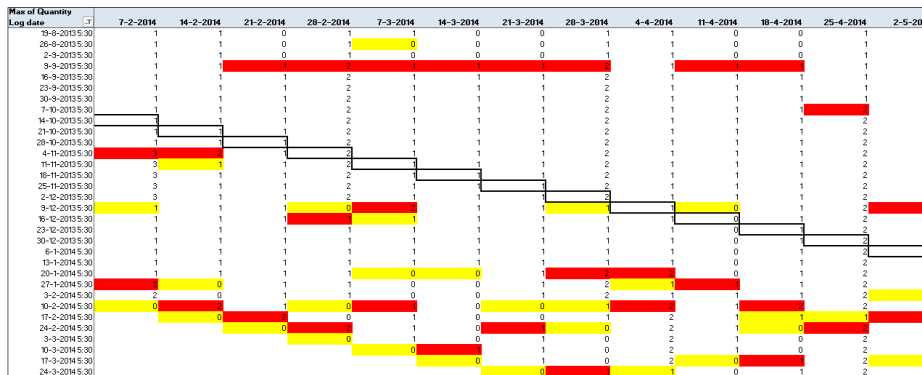 Max of Quantity
Log date 7-2-2014 14-2-2014 21-2-2014 28-2-2014 7-3-2014 14-3-2014 21-3-2014 28-3-2014 4-4-2014 11-4-2014 18-4-2014 25-4-2014 2-5-20
19-8-2013 5:30 1 1 0 1 1 0 0 1 1 0 0 1
26-8-2013 5:30 1 1 0 1 0 0 0 1 1 0 0 1
2-9-2013 5:30 1 1 0 1 1 0 0 1 1 0 0 1
9-9-2013 5:30 1 1 1 2 1 1 1 2 1 1 1 1
16-9-2013 5:30 1 1 1 2 1 1 1 2 1 1 1 1
23-9-2013 5:30 1 1 1 2 1 1 1 2 1 1 1 1
30-9-2013 5:30 1 1 1 2 1 1 1 2 1 1 1 1
7-10-2013 5:30 1 1 1 2 1 1 1 2 1 1 1 2
14-10-2013 5:30 1 1 1 2 1 1 1 2 1 1 1 2
21-10-2013 5:30 1 1 1 2 1 1 1 2 1 1 1 2
28-10-2013 5:30 1 1 1 2 1 1 1 2 1 1 1 2
4-11-2013 5:30 3 2 1 2 1 1 1 2 1 1 1 2
11-11-2013 5:30 3 1 1 2 1 1 1 2 1 1 1 2
18-11-2013 5:30 3 1 1 2 1 1 1 2 1 1 1 2
25-11-2013 5:30 3 1 1 2 1 1 1 2 1 1 1 2
2-12-2013 5:30 3 1 1 2 1 1 1 2 1 1 1 2
9-12-2013 5:30 1 1 1 0 2 1 1 1 1 0 1 2
16-12-2013 5:30 1 1 1 1 1 1 1 1 1 0 1 2
23-12-2013 5:30 1 1 1 1 1 1 1 1 1 0 1 2
30-12-2013 5:30 1 1 1 1 1 1 1 1 1 0 1 2
6-1-2014 5:30 1 1 1 1 1 1 1 1 1 0 1 2
13-1-2014 5:30 1 1 1 1 1 1 1 1 1 0 1 2
20-1-2014 5:30 1 1 1 1 0 0 1 2 2 0 1 2
27-1-2014 5:30 2 0 1 1 0 0 1 2 1 1 1 2
3-2-2014 5:30 2 0 1 1 0 0 1 2 1 1 1 2
10-2-2014 5:30 0 2 1 0 1 0 0 1 2 1 2 2
17-2-2014 5:30 0 2 0 1 0 0 1 2 1 1 1
24-2-2014 5:30 0 2 1 0 1 0 2 1 0 2
3-3-2014 5:30 0 1 0 1 0 2 1 0 2
10-3-2014 5:30 0 1 1 0 2 1 0 2
17-3-2014 5:30 0 1 0 2 0 1 2
24-3-2014 5:30 0 1 1 0 1 2